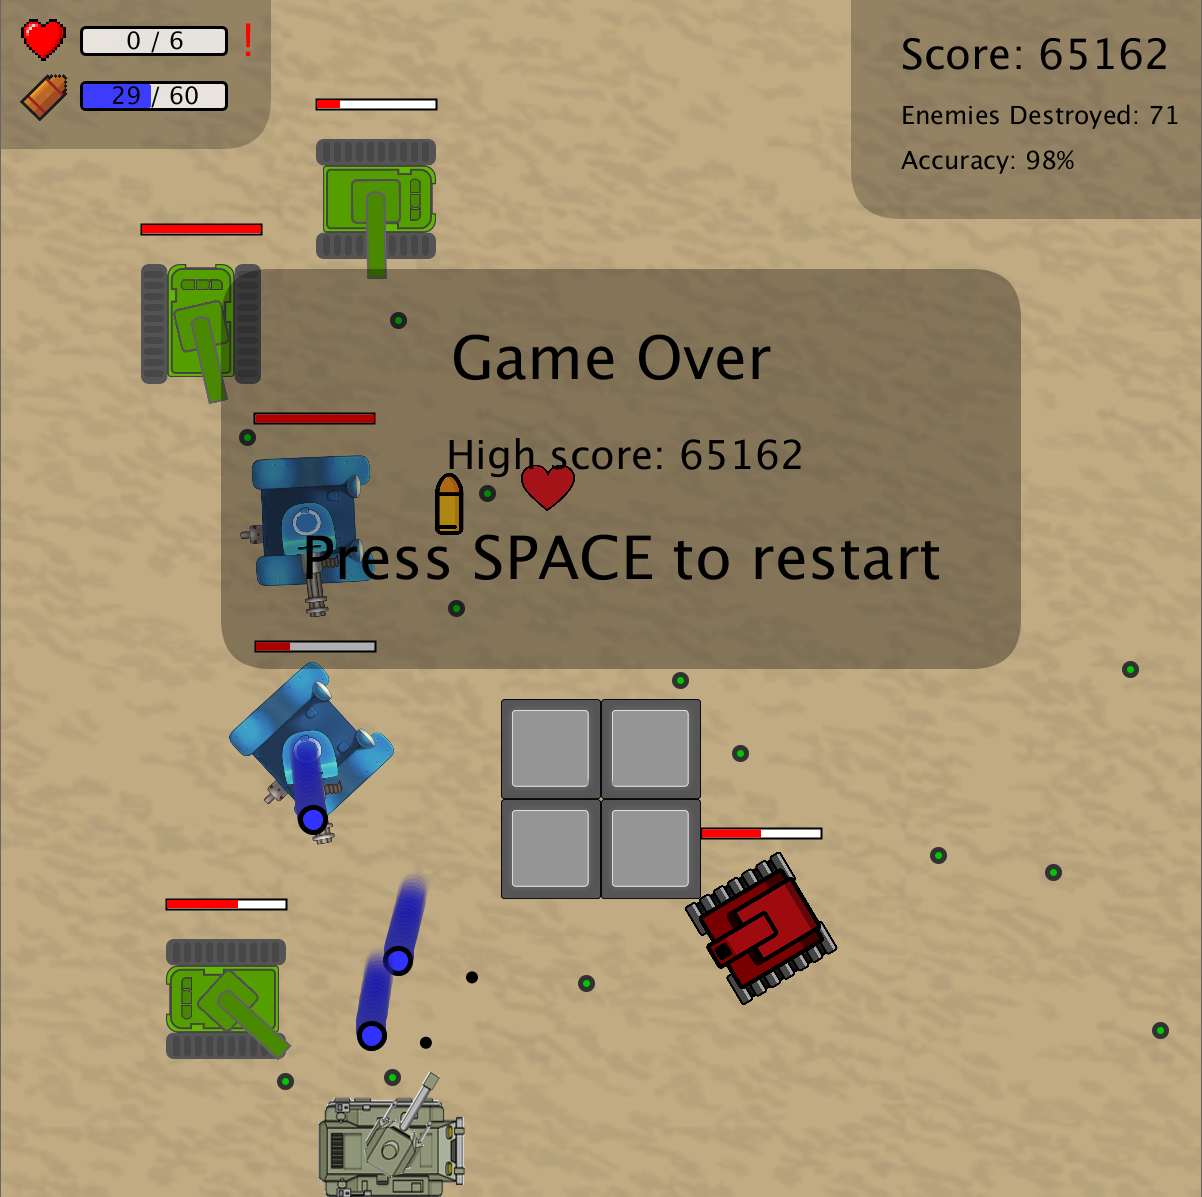 0 / 6 !
29 / 60
Score: 65162
Enemies Destroyed: 71
Accuracy: 98%
Game Over
High score: 65162
Press SPACE to restart